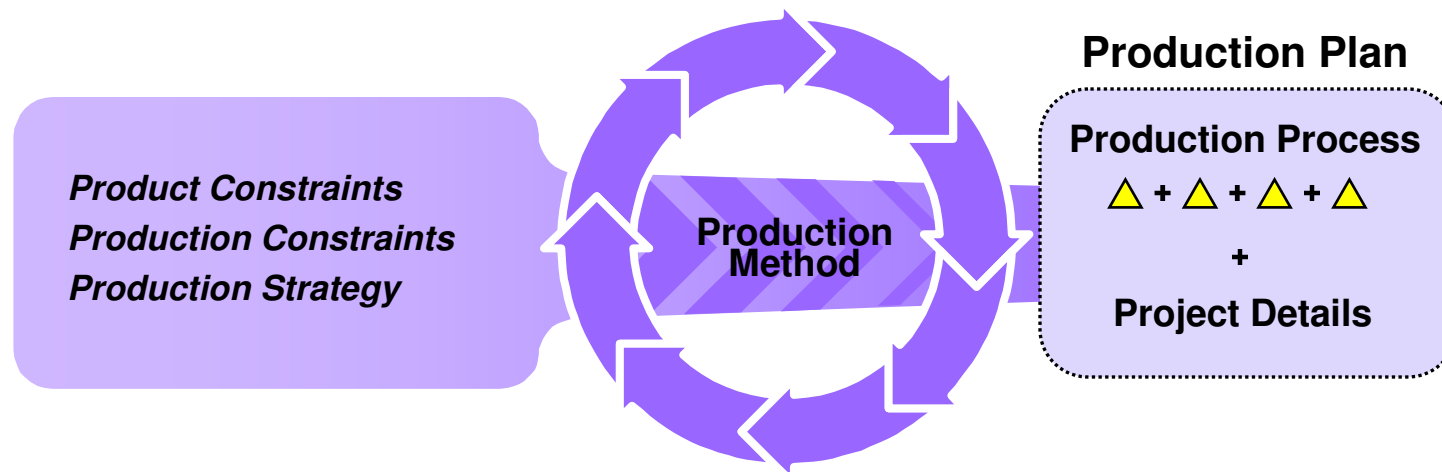 Product Constraints
Production Constraints
Production Strategy
Production
Method
Production Plan
Production Process
+ + +
+
Project Details